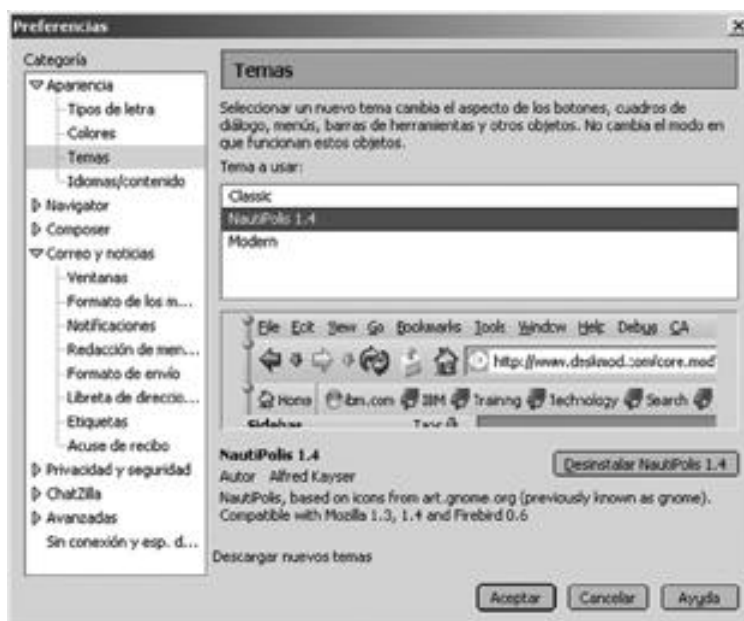 Preferencias
Categoría
Apariencia
Tipos de letra
Colores
Temas
Idiomas/contenido
Navigator
Composer
Correo y noticias
Ventanas
Formato de los m...
Notificaciones
Redacción de men...
Formato de envío
Libreta de direccio...
Etiquetas
Acuse de recibo
Privacidad y seguridad
ChatZilla
Avanzadas
Sin conexión y esp. d...
Temas
Seleccionar un nuevo tema cambia el aspecto de los botones, cuadros de
diálogo, menús, barras de herramientas y otros objetos. No cambia el modo en
que funcionan estos objetos.
Tema a usar:
Classic
NautiPolis 1.4
Modern
File Edit View Go Bookmarks Tools Window Help Debug QA
Home ibm.com IBM Training Technology Search
Sidebar
NautiPolis 1.4
Desinstalar NautiPolis 1.4
Autor Alfred Kayser
NautiPolis, based on icons from art.gnome.org (previously known as gnome).
Compatible with Mozilla 1.3, 1.4 and Firebird 0.6
Descargar nuevos temas
Aceptar Cancelar Ayuda